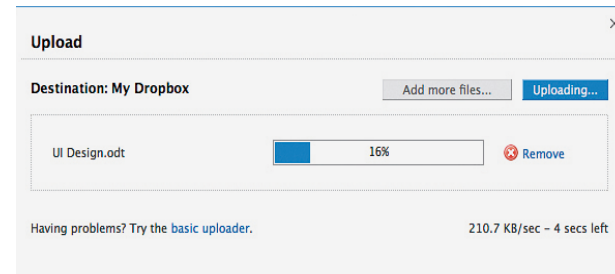 Upload
Destination: My Dropbox
Add more files...
Uploading...
UI Design.odt
16%
Remove
Having problems? Try the basic uploader.
210.7 KB/sec – 4 secs left